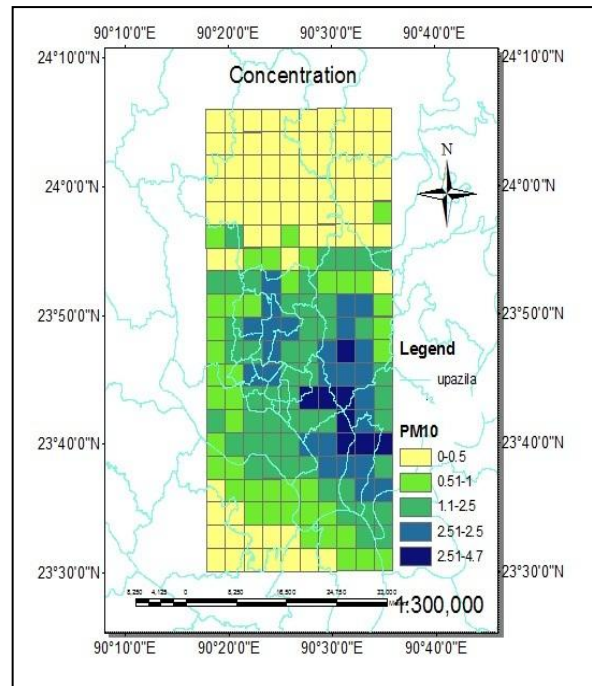 90°10'0"E 90°20'0"E 90°30'0"E 90°40'0"E
24°10'0"N 24°10'0"N
Concentration
N
24°0'0"N 24°0'0"N
23°50'0"N 23°50'0"N
Legend
upazila
PM10
23°40'0"N 23°40'0"N
0-0.5
0.51-1
1.1-2.5
2.51-2.5
2.51-4.7
23°30'0"N 23°30'0"N
1:300,000
90°10'0"E 90°20'0"E 90°30'0"E 90°40'0"E